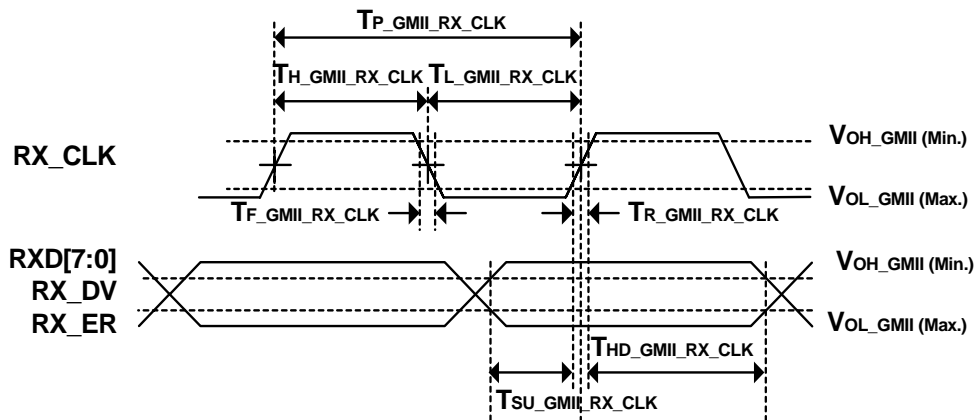 TP_GMII_RX_CLK
TH_GMII_RX_CLK TL_GMII_RX_CLK
RX_CLK
VOH_GMII (Min.)
VOL_GMII (Max.)
TF_GMII_RX_CLK TR_GMII_RX_CLK
RXD[7:0]
RX_DV
RX_ER
VOH_GMII (Min.)
VOL_GMII (Max.)
THD_GMII_RX_CLK
TSU_GMII_RX_CLK